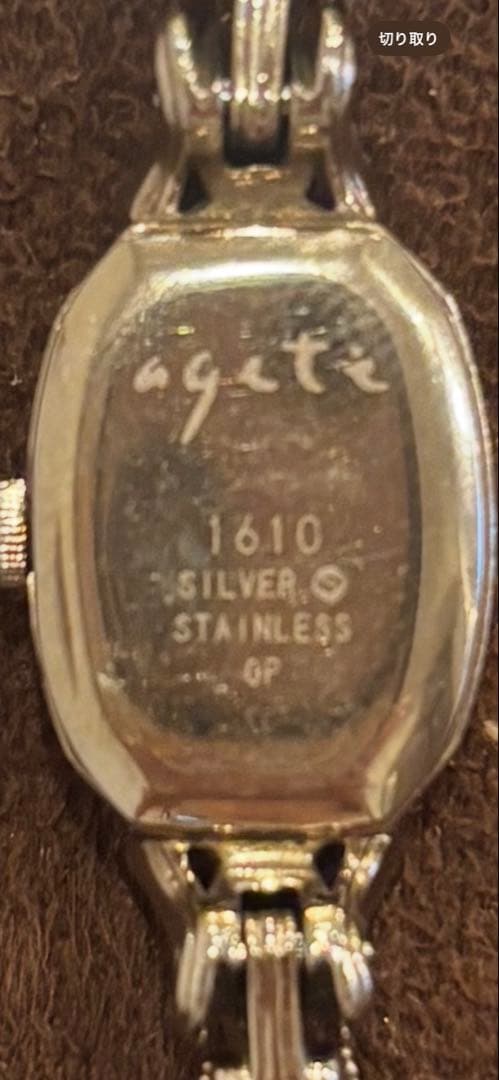 切り取り
agete
1610
SILVER
STAINLESS
GP